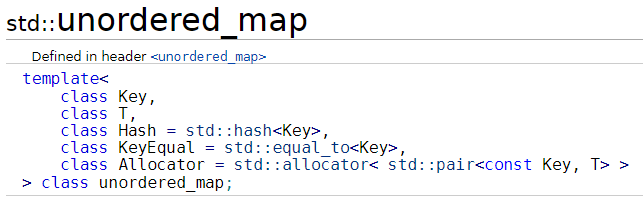 std::unordered_map
Defined in header <unordered_map>
template<
    class Key,
    class T,
    class Hash = std::hash<Key>,
    class KeyEqual = std::equal_to<Key>,
    class Allocator = std::allocator< std::pair<const Key, T> >
> class unordered_map;